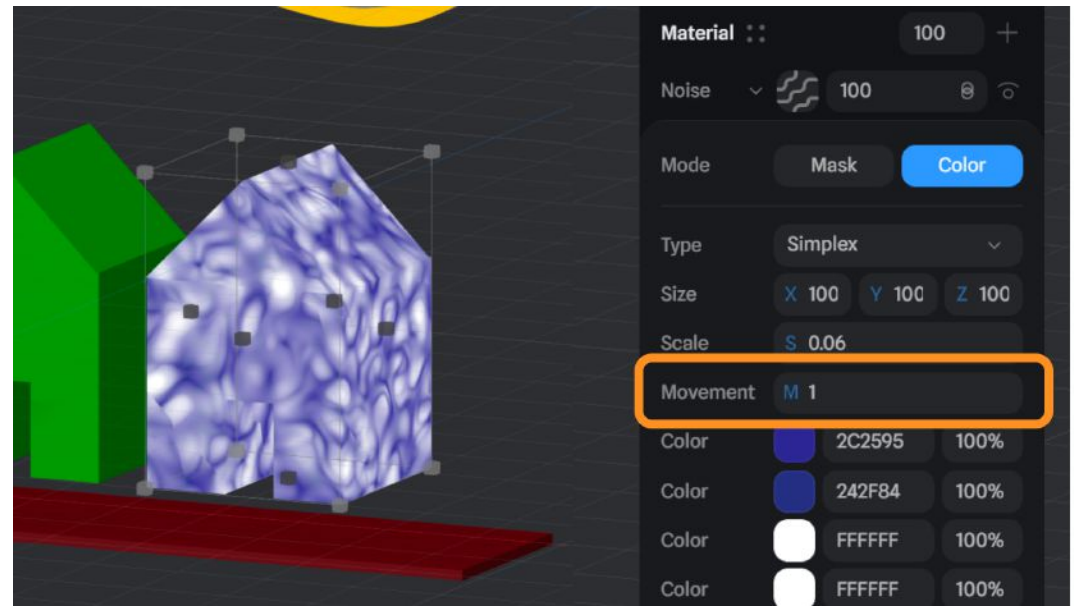 Material 100
Noise 100
Mode Mask Color
Type Simplex
Size X 100 Y 100 Z 100
Scale S 0.06
Movement M 1
Color 2C2595 100%
Color 242F84 100%
Color FFFFFF 100%
Color FFFFFF 100%